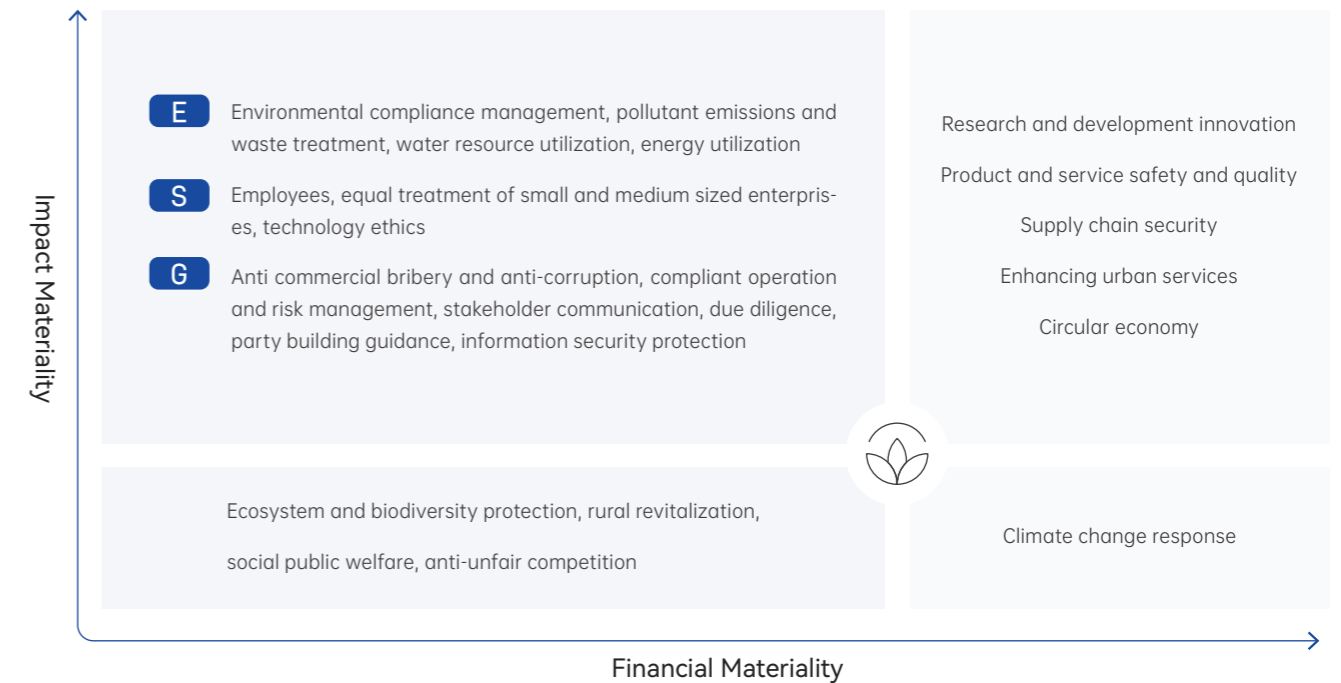 Impact Materiality
E
Environmental compliance management, pollutant emissions and
waste treatment, water resource utilization, energy utilization
S
Employees, equal treatment of small and medium sized enterpris-
es, technology ethics
G
Anti commercial bribery and anti-corruption, compliant operation
and risk management, stakeholder communication, due diligence,
party building guidance, information security protection
Research and development innovation
Product and service safety and quality
Supply chain security
Enhancing urban services
Circular economy
Ecosystem and biodiversity protection, rural revitalization,
social public welfare, anti-unfair competition
Climate change response
Financial Materiality